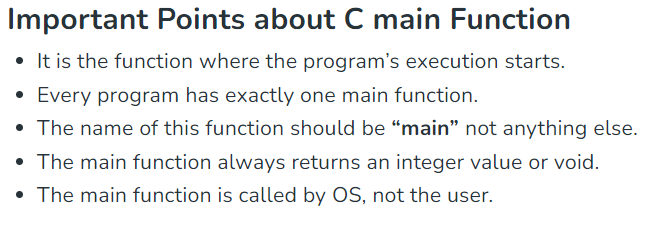 Important Points about C main Function
• It is the function where the program's execution starts.
• Every program has exactly one main function.
• The name of this function should be “main” not anything else.
• The main function always returns an integer value or void.
• The main function is called by OS, not the user.